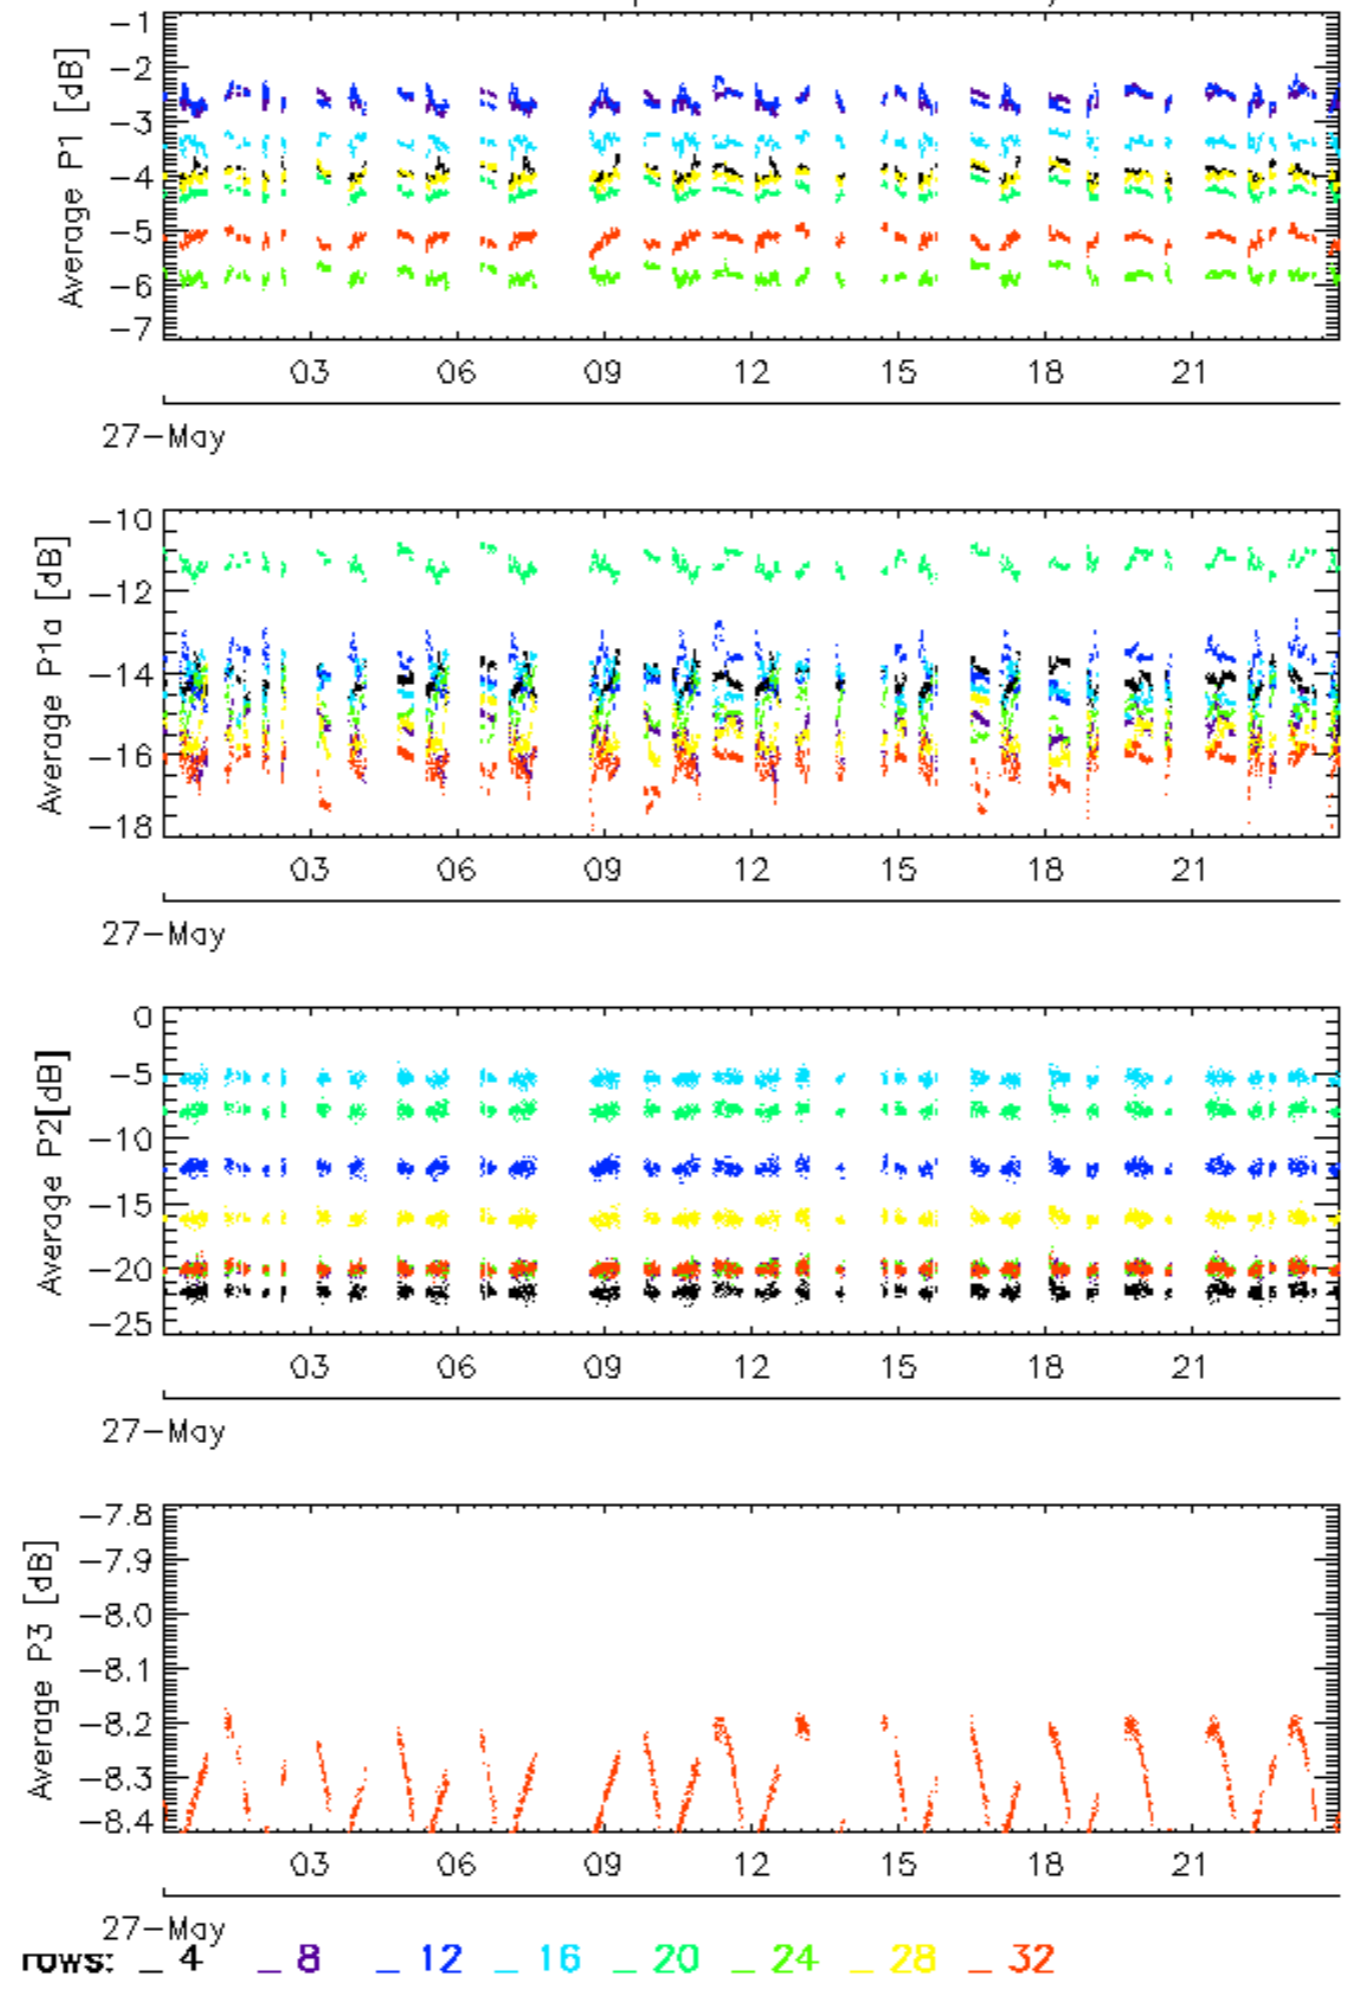 Average P1 [dB]
-1
-2
-3
-4
-5
-6
-7
03 06 09 12 15 18 21
27-May
Average P1a [dB]
-10
-12
-14
-16
-18
03 06 09 12 15 18 21
27-May
Average P2[dB]
0
-5
-10
-15
-20
-25
03 06 09 12 15 18 21
27-May
Average P3 [dB]
-7.8
-7.9
-8.0
-8.1
-8.2
-8.3
-8.4
03 06 09 12 15 18 21
27-May
rows: _ 4 _ 8 _ 12 _ 16 _ 20 _ 24 _ 28 _ 32